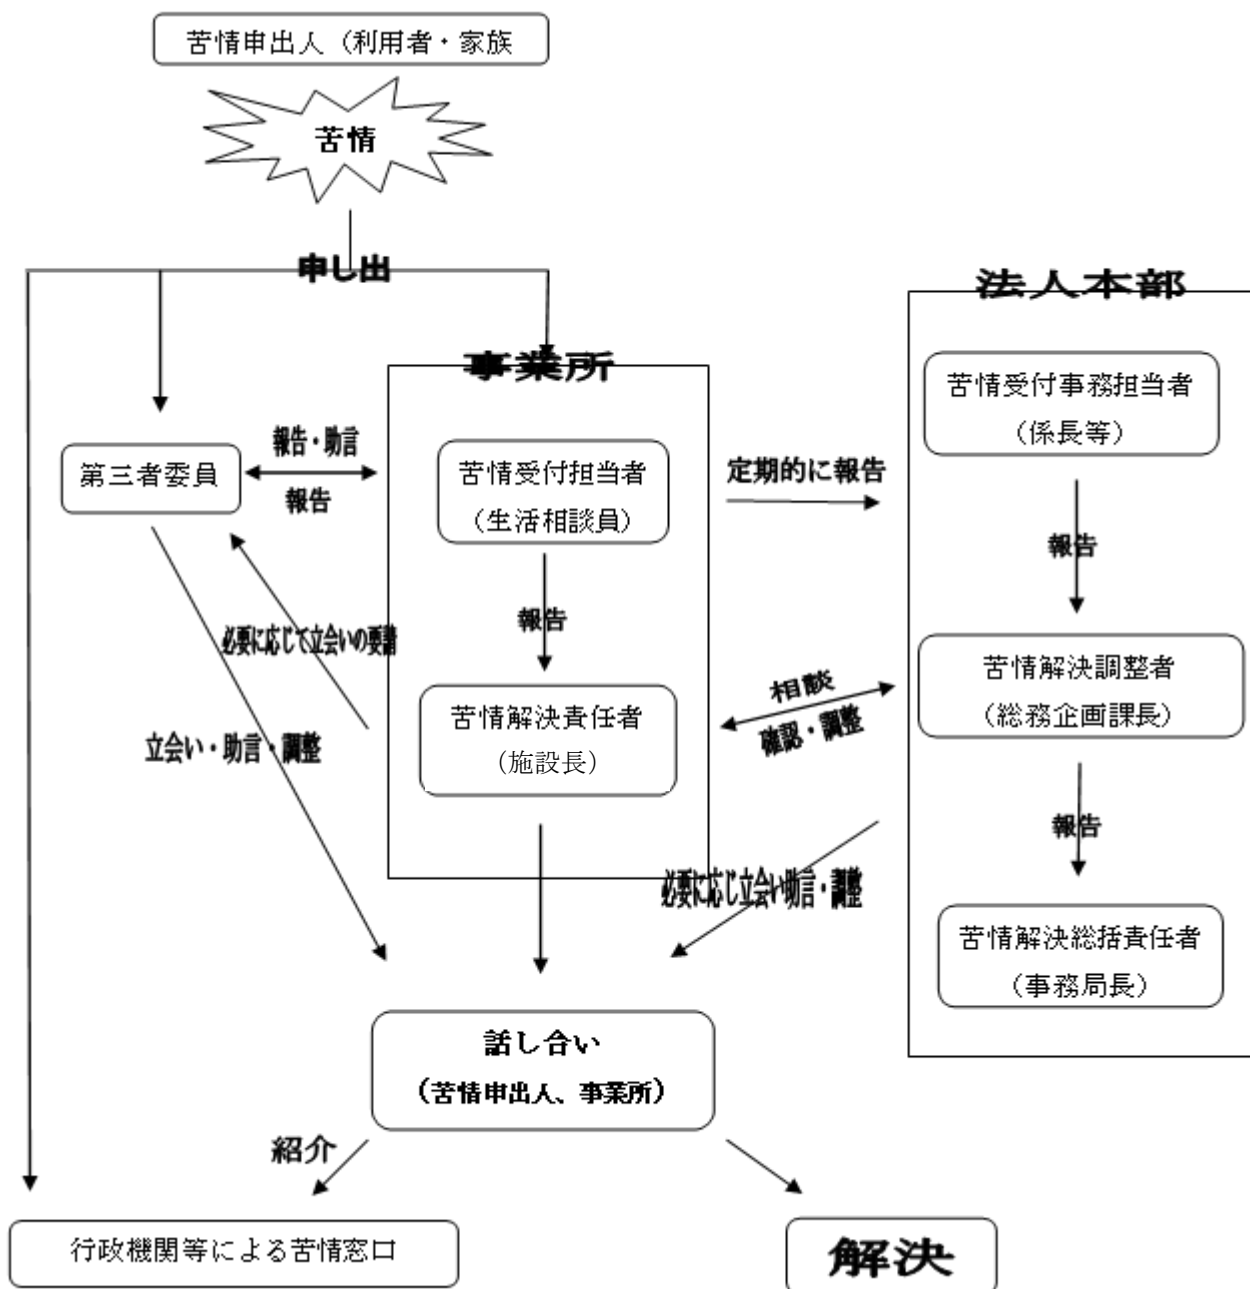 苦情申出人（利用者・家族
苦情
申し出
法人本部
事業所
苦情受付事務担当者
（係長等）
報告・助言
第三者委員
報告
苦情受付担当者
（生活相談員）
定期的に報告
報告
報告
必要に応じて立会いの要請
苦情解決調整者
（総務企画課長）
相談
確認・調整
苦情解決責任者
（施設長）
立会い・助言・調整
報告
必要に応じ立会い助言・調整
苦情解決総括責任者
（事務局長）
話し合い
（苦情申出人、事業所）
紹介
行政機関等による苦情窓口
解決